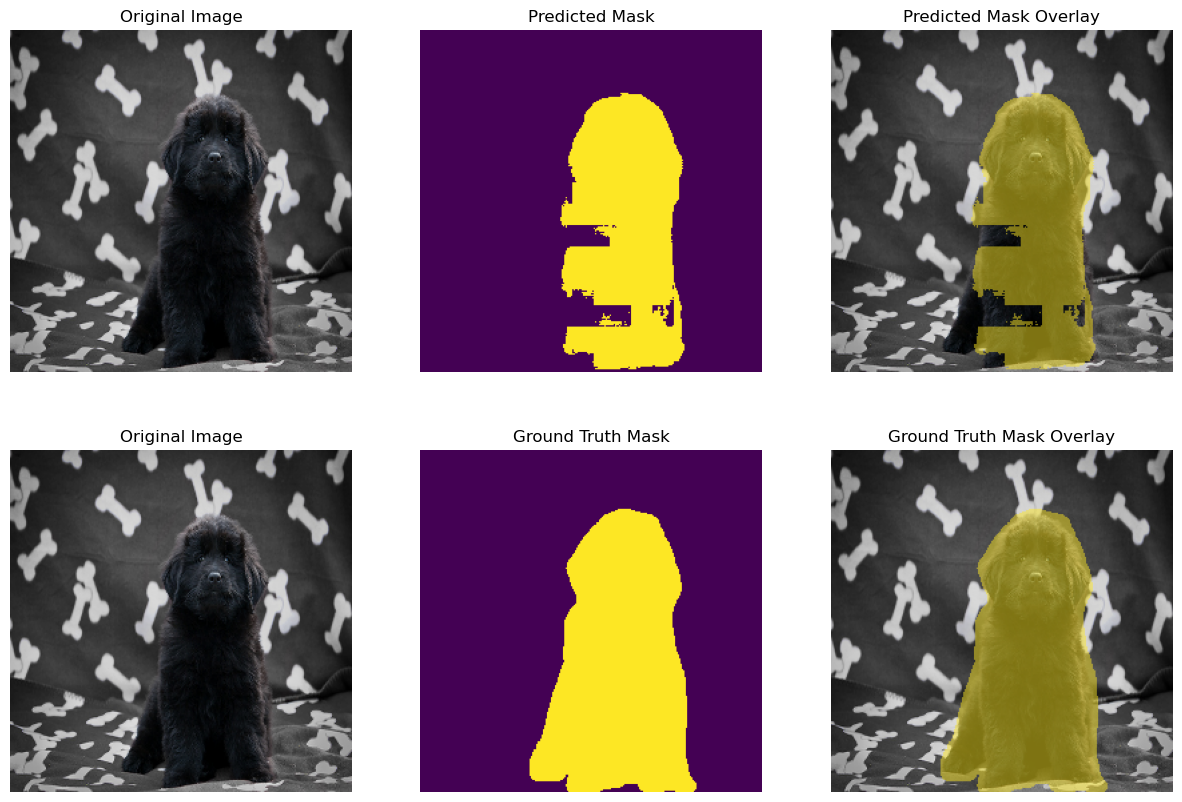 Original Image
Predicted Mask
Predicted Mask Overlay
Original Image
Ground Truth Mask
Ground Truth Mask Overlay